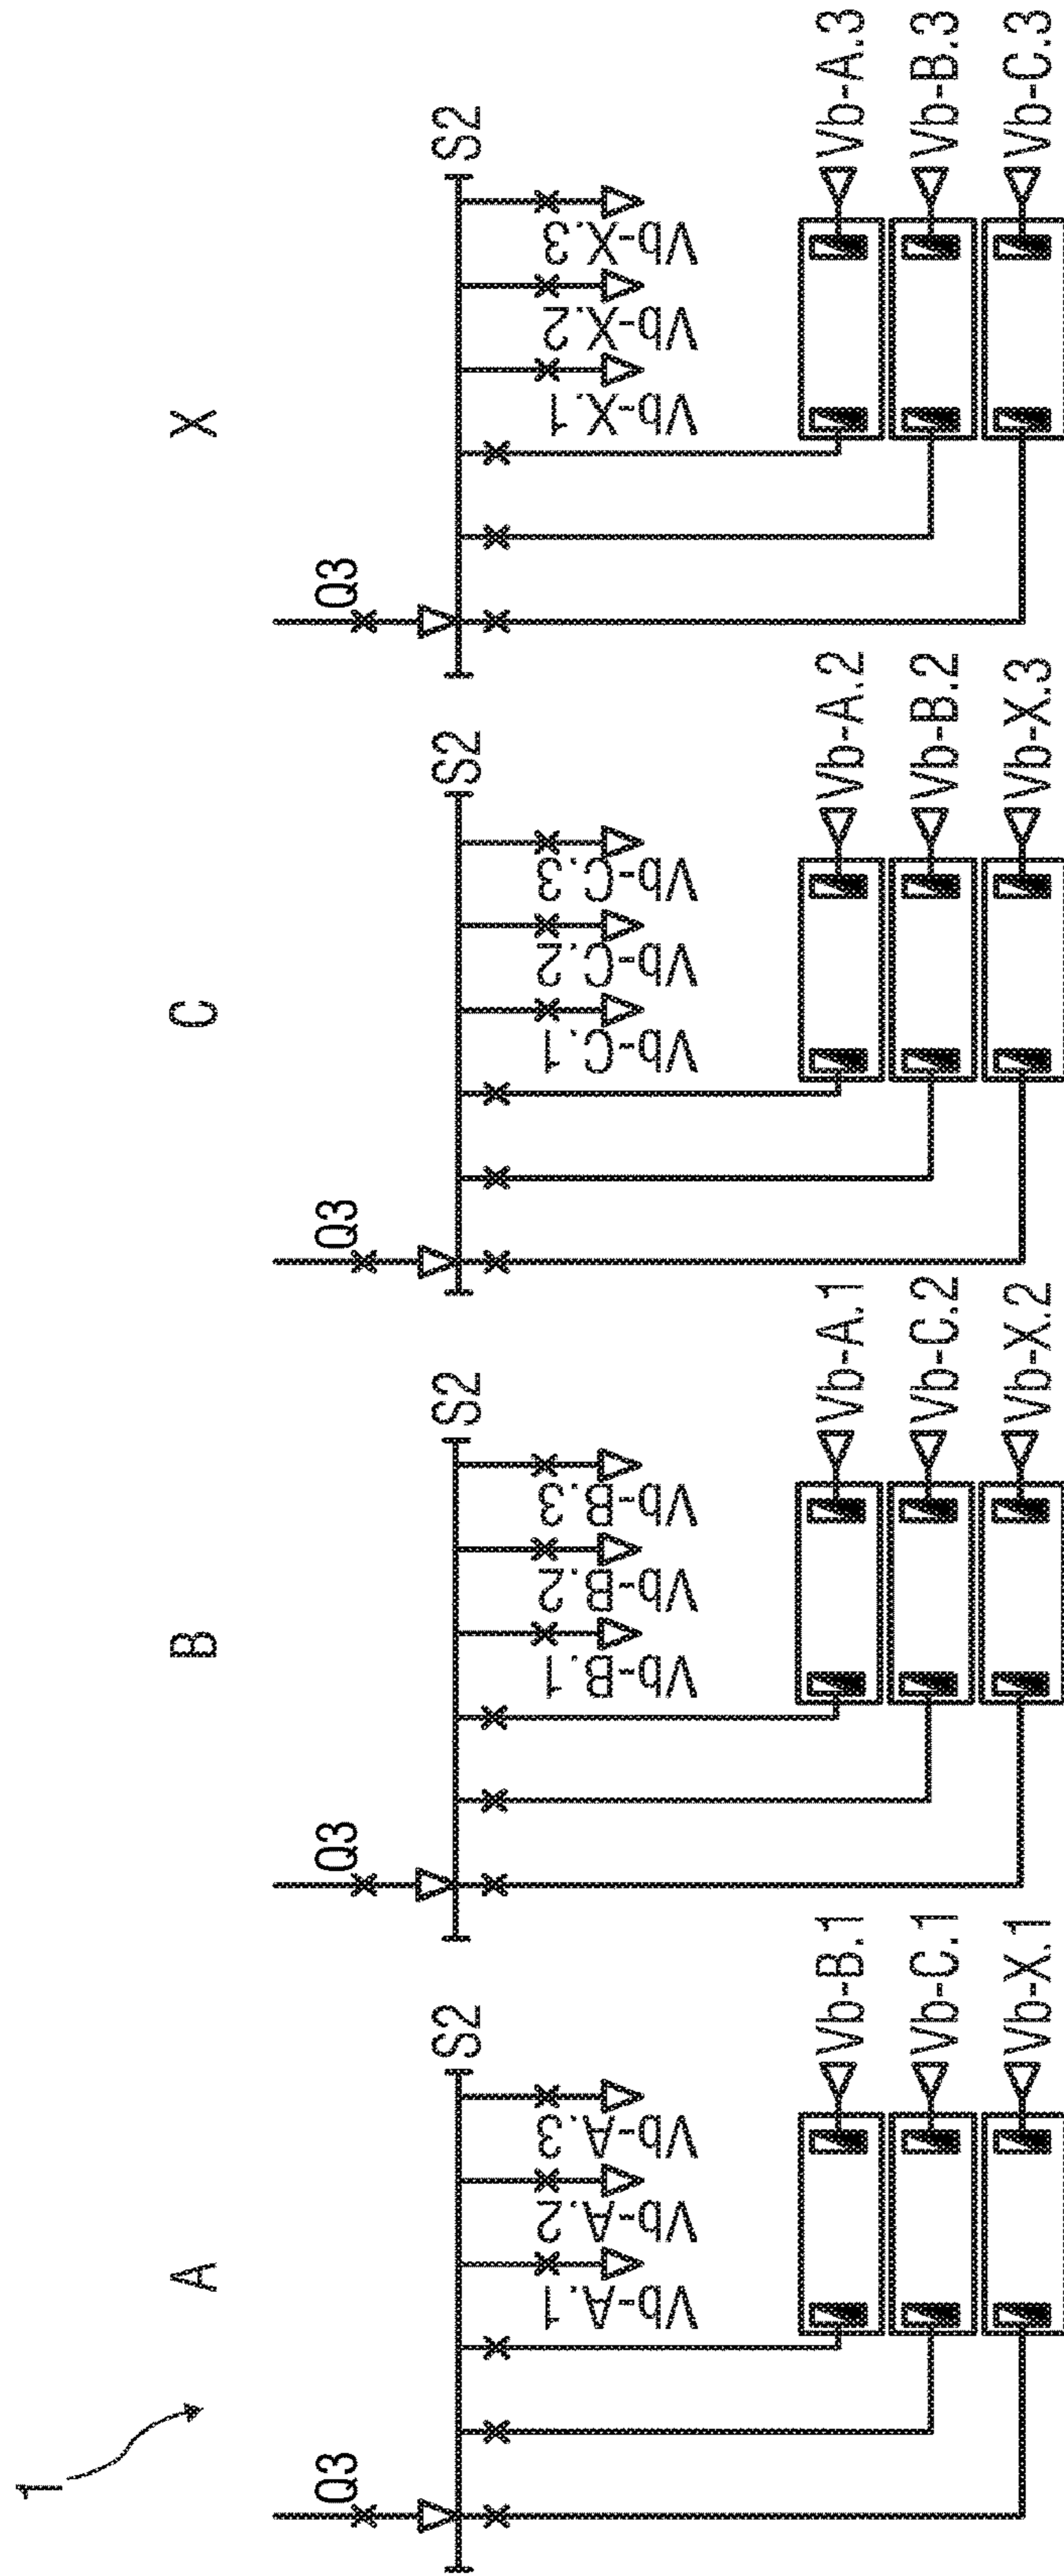 1
A
B
C
X
Q3
Q3
Q3
Q3
S2
S2
S2
S2
Vb-A.1
Vb-A.2
Vb-A.3
Vb-B.1
Vb-B.2
Vb-B.3
Vb-C.1
Vb-C.2
Vb-C.3
Vb-X.1
Vb-X.2
Vb-X.3
Vb-B.1
Vb-C.1
Vb-X.1
Vb-A.1
Vb-C.2
Vb-X.2
Vb-A.2
Vb-B.2
Vb-X.3
Vb-A.3
Vb-B.3
Vb-C.3